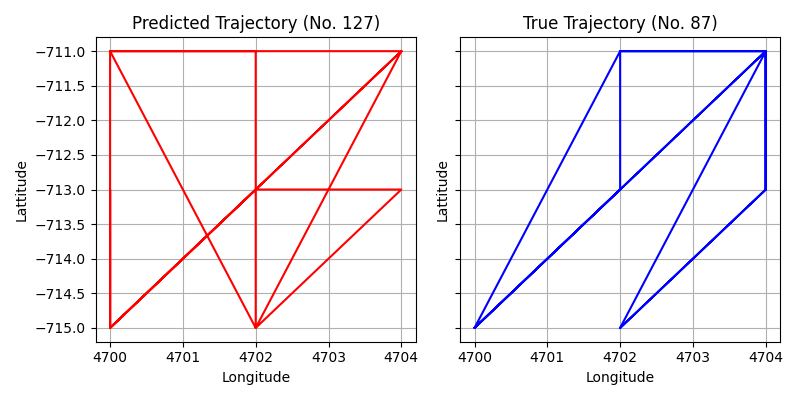 Predicted Trajectory (No. 127)
True Trajectory (No. 87)
−711.0
−711.5
−712.0
−712.5
−713.0
−713.5
−714.0
−714.5
−715.0
Lattitude
Lattitude
4700 4701 4702 4703 4704
4700 4701 4702 4703 4704
Longitude
Longitude